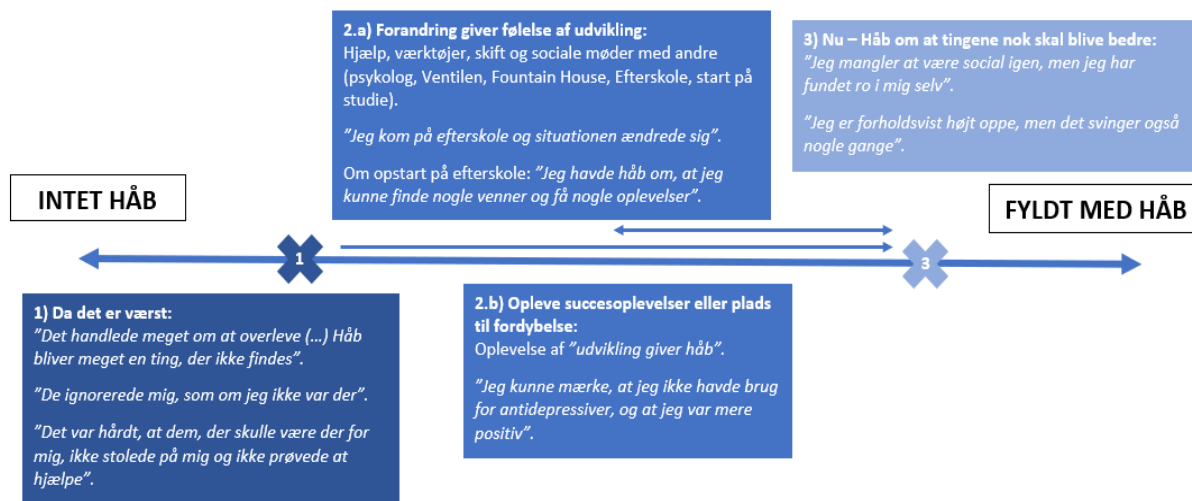 2.a) Forandring giver følelse af udvikling:
Hjælp, værktøjer, skift og sociale møder med andre
(psykolog, Ventilen, Fountain House, Efterskole, start på
studie).
”Jeg kom på efterskole og situationen ændrede sig”.
Om opstart på efterskole: ”Jeg havde håb om, at jeg
kunne finde nogle venner og få nogle oplevelser”.
3) Nu – Håb om at tingene nok skal blive bedre:
”Jeg mangler at være social igen, men jeg har
fundet ro i mig selv”.
”Jeg er forholdsvist højt oppe, men det svinger også
nogle gange”.
INTET HÅB
FYLDT MED HÅB
1
3
1) Da det er værst:
”Det handlede meget om at overleve (…) Håb
bliver meget en ting, der ikke findes”.
”De ignorerede mig, som om jeg ikke var der”.
”Det var hårdt, at dem, der skulle være der for
mig, ikke stolede på mig og ikke prøvede at
hjælpe”.
2.b) Opleve succesoplevelser eller plads
til fordybelse:
Oplevelse af ”udvikling giver håb”.
”Jeg kunne mærke, at jeg ikke havde brug
for antidepressiver, og at jeg var mere
positiv”.